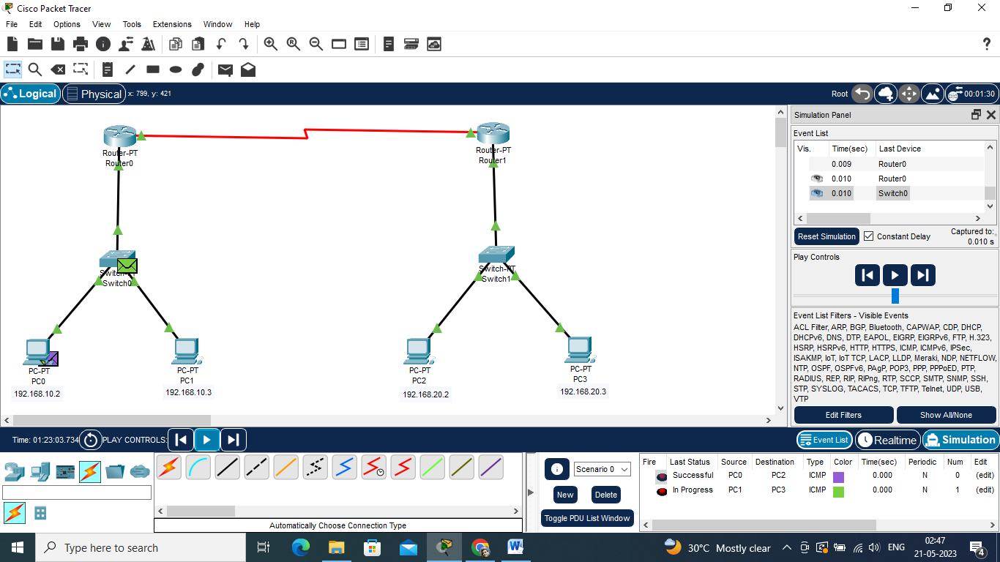 Cisco Packet Tracer
File Edit Options View Tools Extensions Window Help
?
Logical Physical x: 799, y: 421 Root 00:01:30
Router-PT
Router0
Router-PT
Router1
Switch-PT
Switch0
Switch-PT
Switch1
PC-PT
PC0
192.168.10.2
PC-PT
PC1
192.168.10.3
PC-PT
PC2
192.168.20.2
PC-PT
PC3
192.168.20.3
Simulation Panel
Event List
Vis. Time(sec) Last Device
0.009 Router0
0.010 Router0
0.010 Switch0
Reset Simulation Constant Delay Captured to:
0.010 s
Play Controls
Event List Filters - Visible Events
ACL Filter, ARP, BGP, Bluetooth, CAPWAP, CDP, DHCP,
DHCPv6, DNS, DTP, EAPOL, EIGRP, EIGRPv6, FTP, H.323,
HSRP, HSRPv6, HTTP, HTTPS, ICMP, ICMPv6, IPSec,
ISAKMP, IoT, IoT TCP, LACP, LLDP, Meraki, NDP, NETFLOW,
NTP, OSPF, OSPFv6, PAgP, POP3, PPP, PPPoED, PTP,
RADIUS, REP, RIP, RIPng, RTP, SCCP, SMTP, SNMP, SSH,
STP, SYSLOG, TACACS, TCP, TFTP, Telnet, UDP, USB,
VTP
Edit Filters Show All/None
Time: 01:23:03.734 PLAY CONTROLS: Event List Realtime Simulation
Automatically Choose Connection Type
Scenario 0
New Delete
Toggle PDU List Window
Fire Last Status Source Destination Type Color Time(sec) Periodic Num Edit
Successful PC0 PC2 ICMP 0.000 N 0 (edit)
In Progress PC1 PC3 ICMP 0.000 N 1 (edit)
Type here to search
30°C Mostly clear ENG 02:47
21-05-2023
4